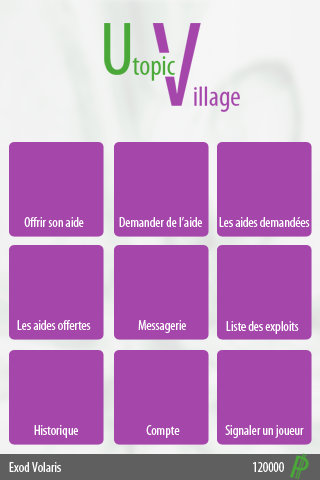 Utopic
Village
Offrir son aide
Demander de l'aide
Les aides demandées
Les aides offertes
Messagerie
Liste des exploits
Historique
Compte
Signaler un joueur
Exod Volaris
120000